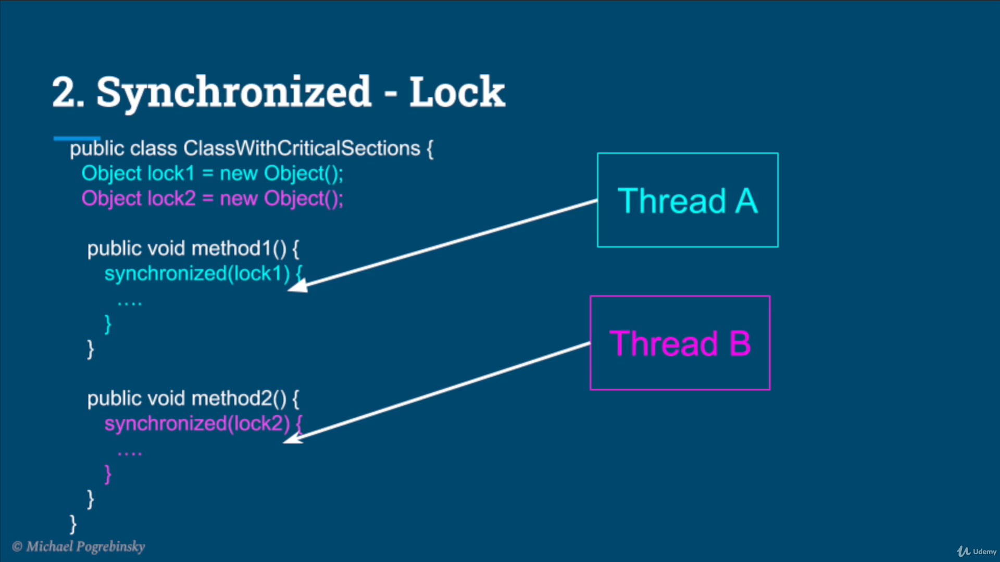 2. Synchronized - Lock
public class ClassWithCriticalSections {
Object lock1 = new Object();
Object lock2 = new Object();
public void method1() {
synchronized(lock1) {
....
}
}
public void method2() {
synchronized(lock2) {
....
}
}
}
Thread A
Thread B
© Michael Pogrebinsky
Udemy